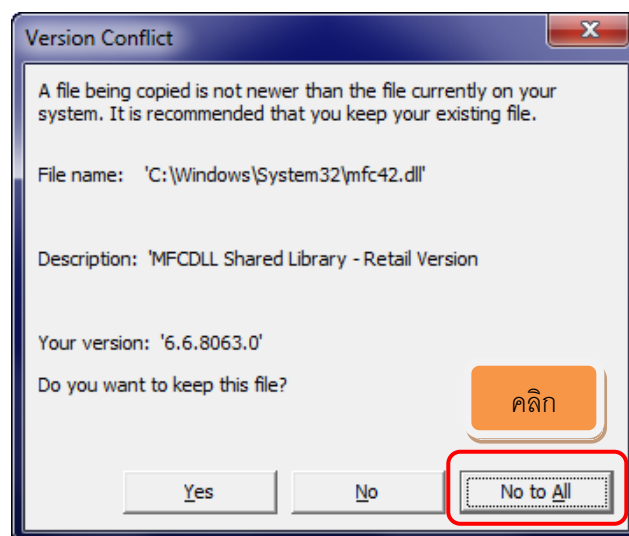 Version Conflict
A file being copied is not newer than the file currently on your
system. It is recommended that you keep your existing file.
File name: 'C:\Windows\System32\mfc42.dll'
Description: 'MFCDLL Shared Library - Retail Version
Your version: '6.6.8063.0'
Do you want to keep this file?
คลิก
Yes No No to All